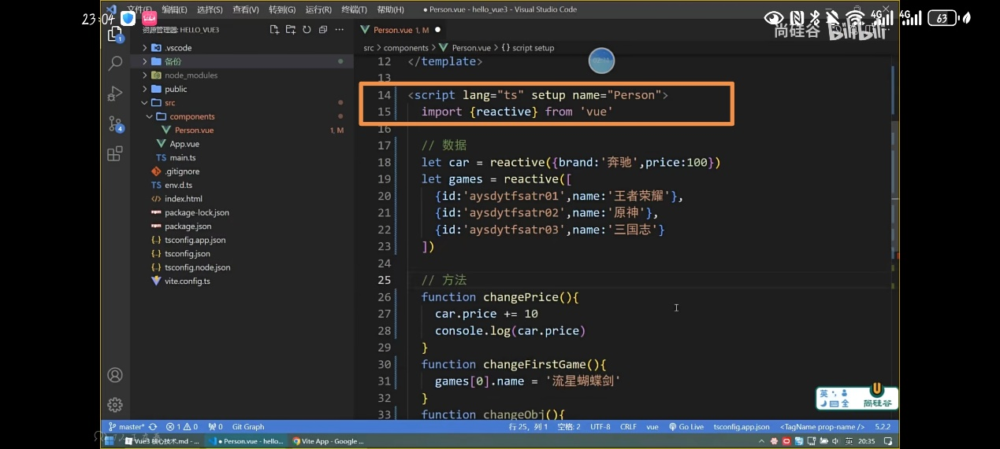 23:04
文件(F) 编辑(E) 选择(S) 查看(V) 转到(G) 运行(R) 终端(T) 帮助(H)
● Person.vue - hello_vue3 - Visual Studio Code
4G 4G 63
尚硅谷 bilibili
资源管理器: HELLO_VUE3
.vscode
备份
node_modules
public
src
components
Person.vue 1, M
App.vue
TS main.ts
.gitignore
TS env.d.ts
index.html
package-lock.json
package.json
tsconfig.app.json
tsconfig.json
tsconfig.node.json
vite.config.ts
1
4
Person.vue 1, M ●
src > components > Person.vue > {} script setup
02:11
12 </template>
13
14 <script lang="ts" setup name="Person">
15 import {reactive} from 'vue'
16
17 // 数据
18 let car = reactive({brand:'奔驰',price:100})
19 let games = reactive([
20 {id:'aysdytfsatr01',name:'王者荣耀'},
21 {id:'aysdytfsatr02',name:'原神'},
22 {id:'aysdytfsatr03',name:'三国志'}
23 ])
24
25 // 方法
26 function changePrice(){
27 car.price += 10
28 console.log(car.price)
29 }
30 function changeFirstGame(){
31 games[0].name = '流星蝴蝶剑'
32 }
33 function changeObj(){
英 全 尚硅谷
master* 1 0 0 Git Graph
行 25, 列 1 空格: 2 UTF-8 CRLF vue Go Live tsconfig.app.json <TagName prop-name /> 5.2.2
Vue3 核心技术.md - ... ● Person.vue - hello... Vite App - Google ...
英 20:35